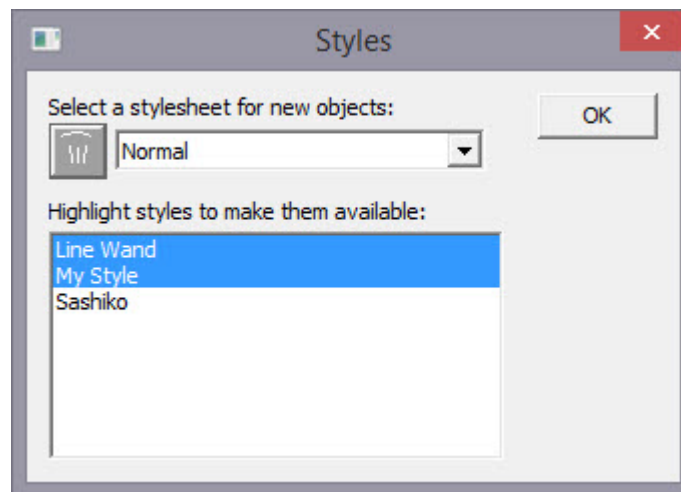 Styles
Select a stylesheet for new objects:
OK
Normal
Highlight styles to make them available:
Line Wand
My Style
Sashiko